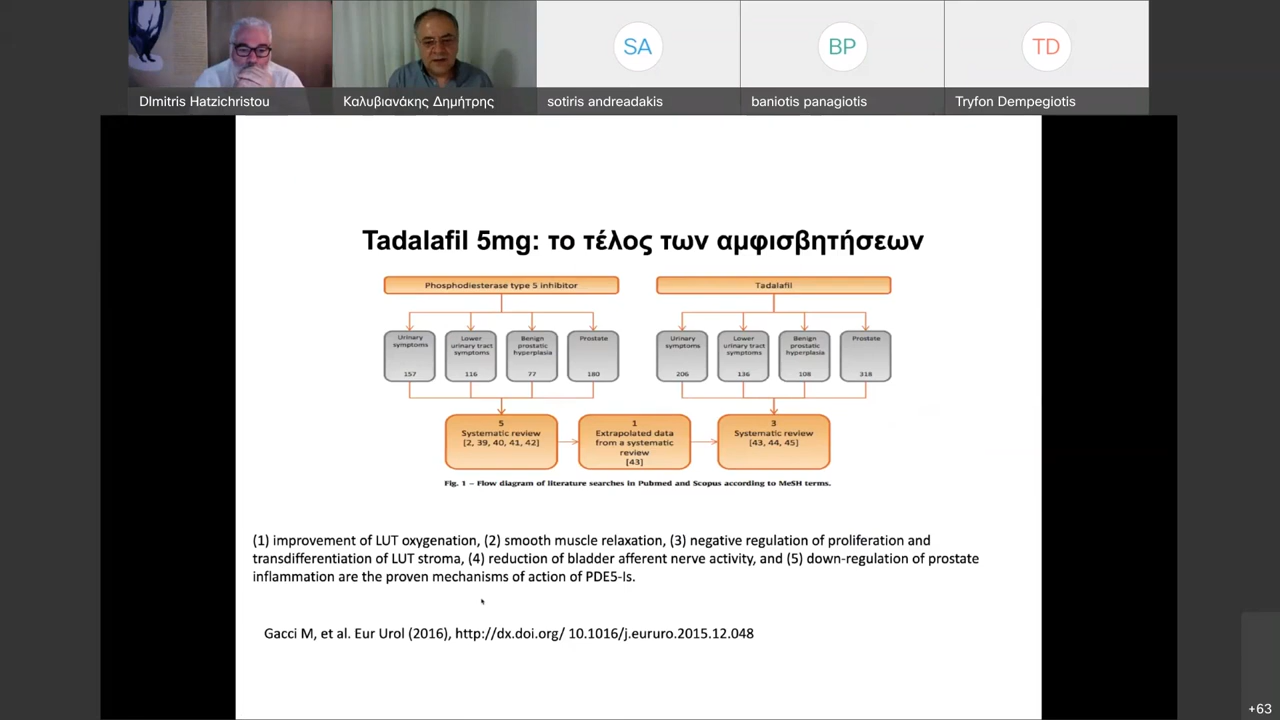 SA
BP
TD
DImitris Hatzichristou
Καλυβιανάκης Δημήτρης
sotiris andreadakis
baniotis panagiotis
Tryfon Dempegiotis
Tadalafil 5mg: το τέλος των αμφισβητήσεων
Phosphodiesterase type 5 inhibitor
Tadalafil
Urinary
symptoms
157
Lower
urinary tract
symptoms
116
Benign
prostatic
hyperplasia
77
Prostate
180
Urinary
symptoms
206
Lower
urinary tract
symptoms
136
Benign
prostatic
hyperplasia
108
Prostate
318
5
Systematic review
[2, 39, 40, 41, 42]
1
Extrapolated data
from a systematic
review
[43]
3
Systematic review
[43, 44, 45]
Fig. 1 – Flow diagram of literature searches in Pubmed and Scopus according to MeSH terms.
(1) improvement of LUT oxygenation, (2) smooth muscle relaxation, (3) negative regulation of proliferation and
transdifferentiation of LUT stroma, (4) reduction of bladder afferent nerve activity, and (5) down-regulation of prostate
inflammation are the proven mechanisms of action of PDE5-Is.
Gacci M, et al. Eur Urol (2016), http://dx.doi.org/ 10.1016/j.eururo.2015.12.048
+63